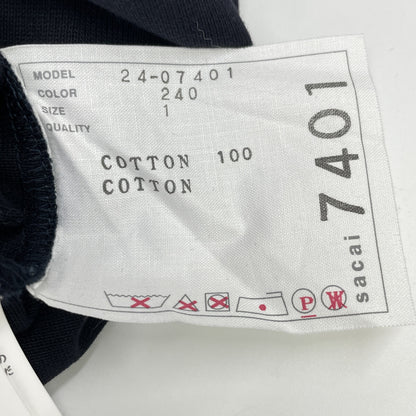 MODEL 24-07401
COLOR 240
SIZE 1
QUALITY
COTTON 100
COTTON
sacai 7401
P
W